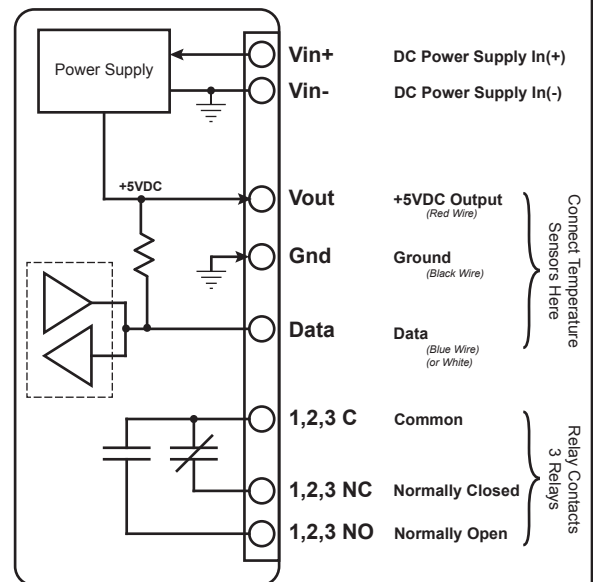 Power Supply
Vin+ DC Power Supply In(+)
Vin- DC Power Supply In(-)
+5VDC
Vout +5VDC Output
(Red Wire)
Gnd Ground
(Black Wire)
Data Data
(Blue Wire)
(or White)
Connect Temperature
Sensors Here
1,2,3 C Common
1,2,3 NC Normally Closed
1,2,3 NO Normally Open
Relay Contacts
3 Relays